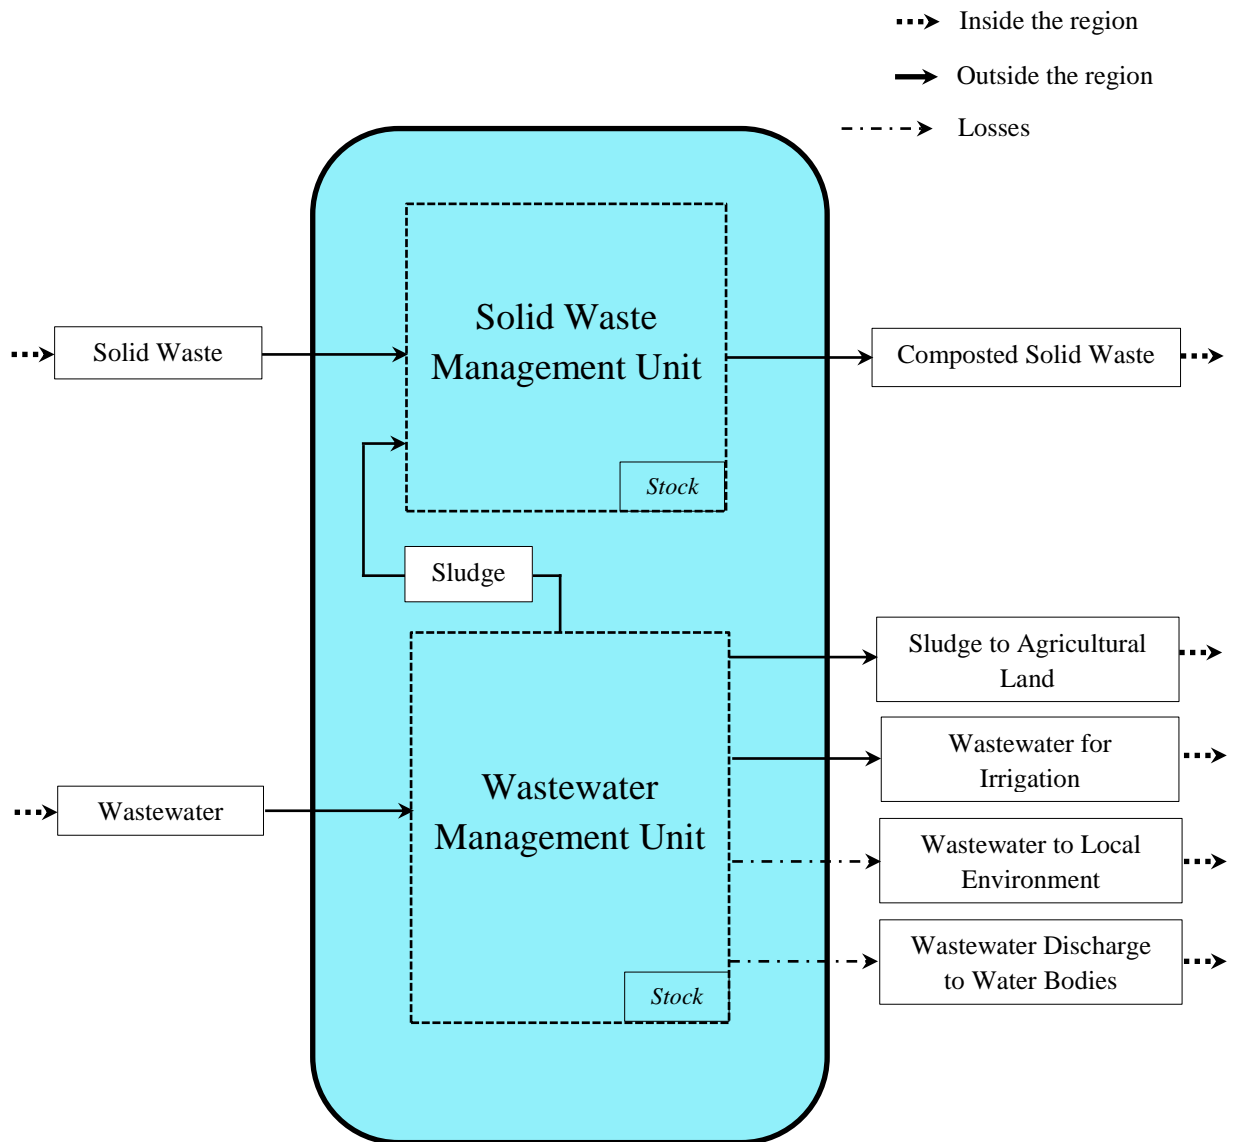 Inside the region
Outside the region
Losses
Solid Waste
Management Unit
Solid Waste
Composted Solid Waste
Stock
Sludge
Sludge to Agricultural
Land
Wastewater for
Irrigation
Wastewater
Management Unit
Wastewater
Wastewater to Local
Environment
Wastewater Discharge
to Water Bodies
Stock